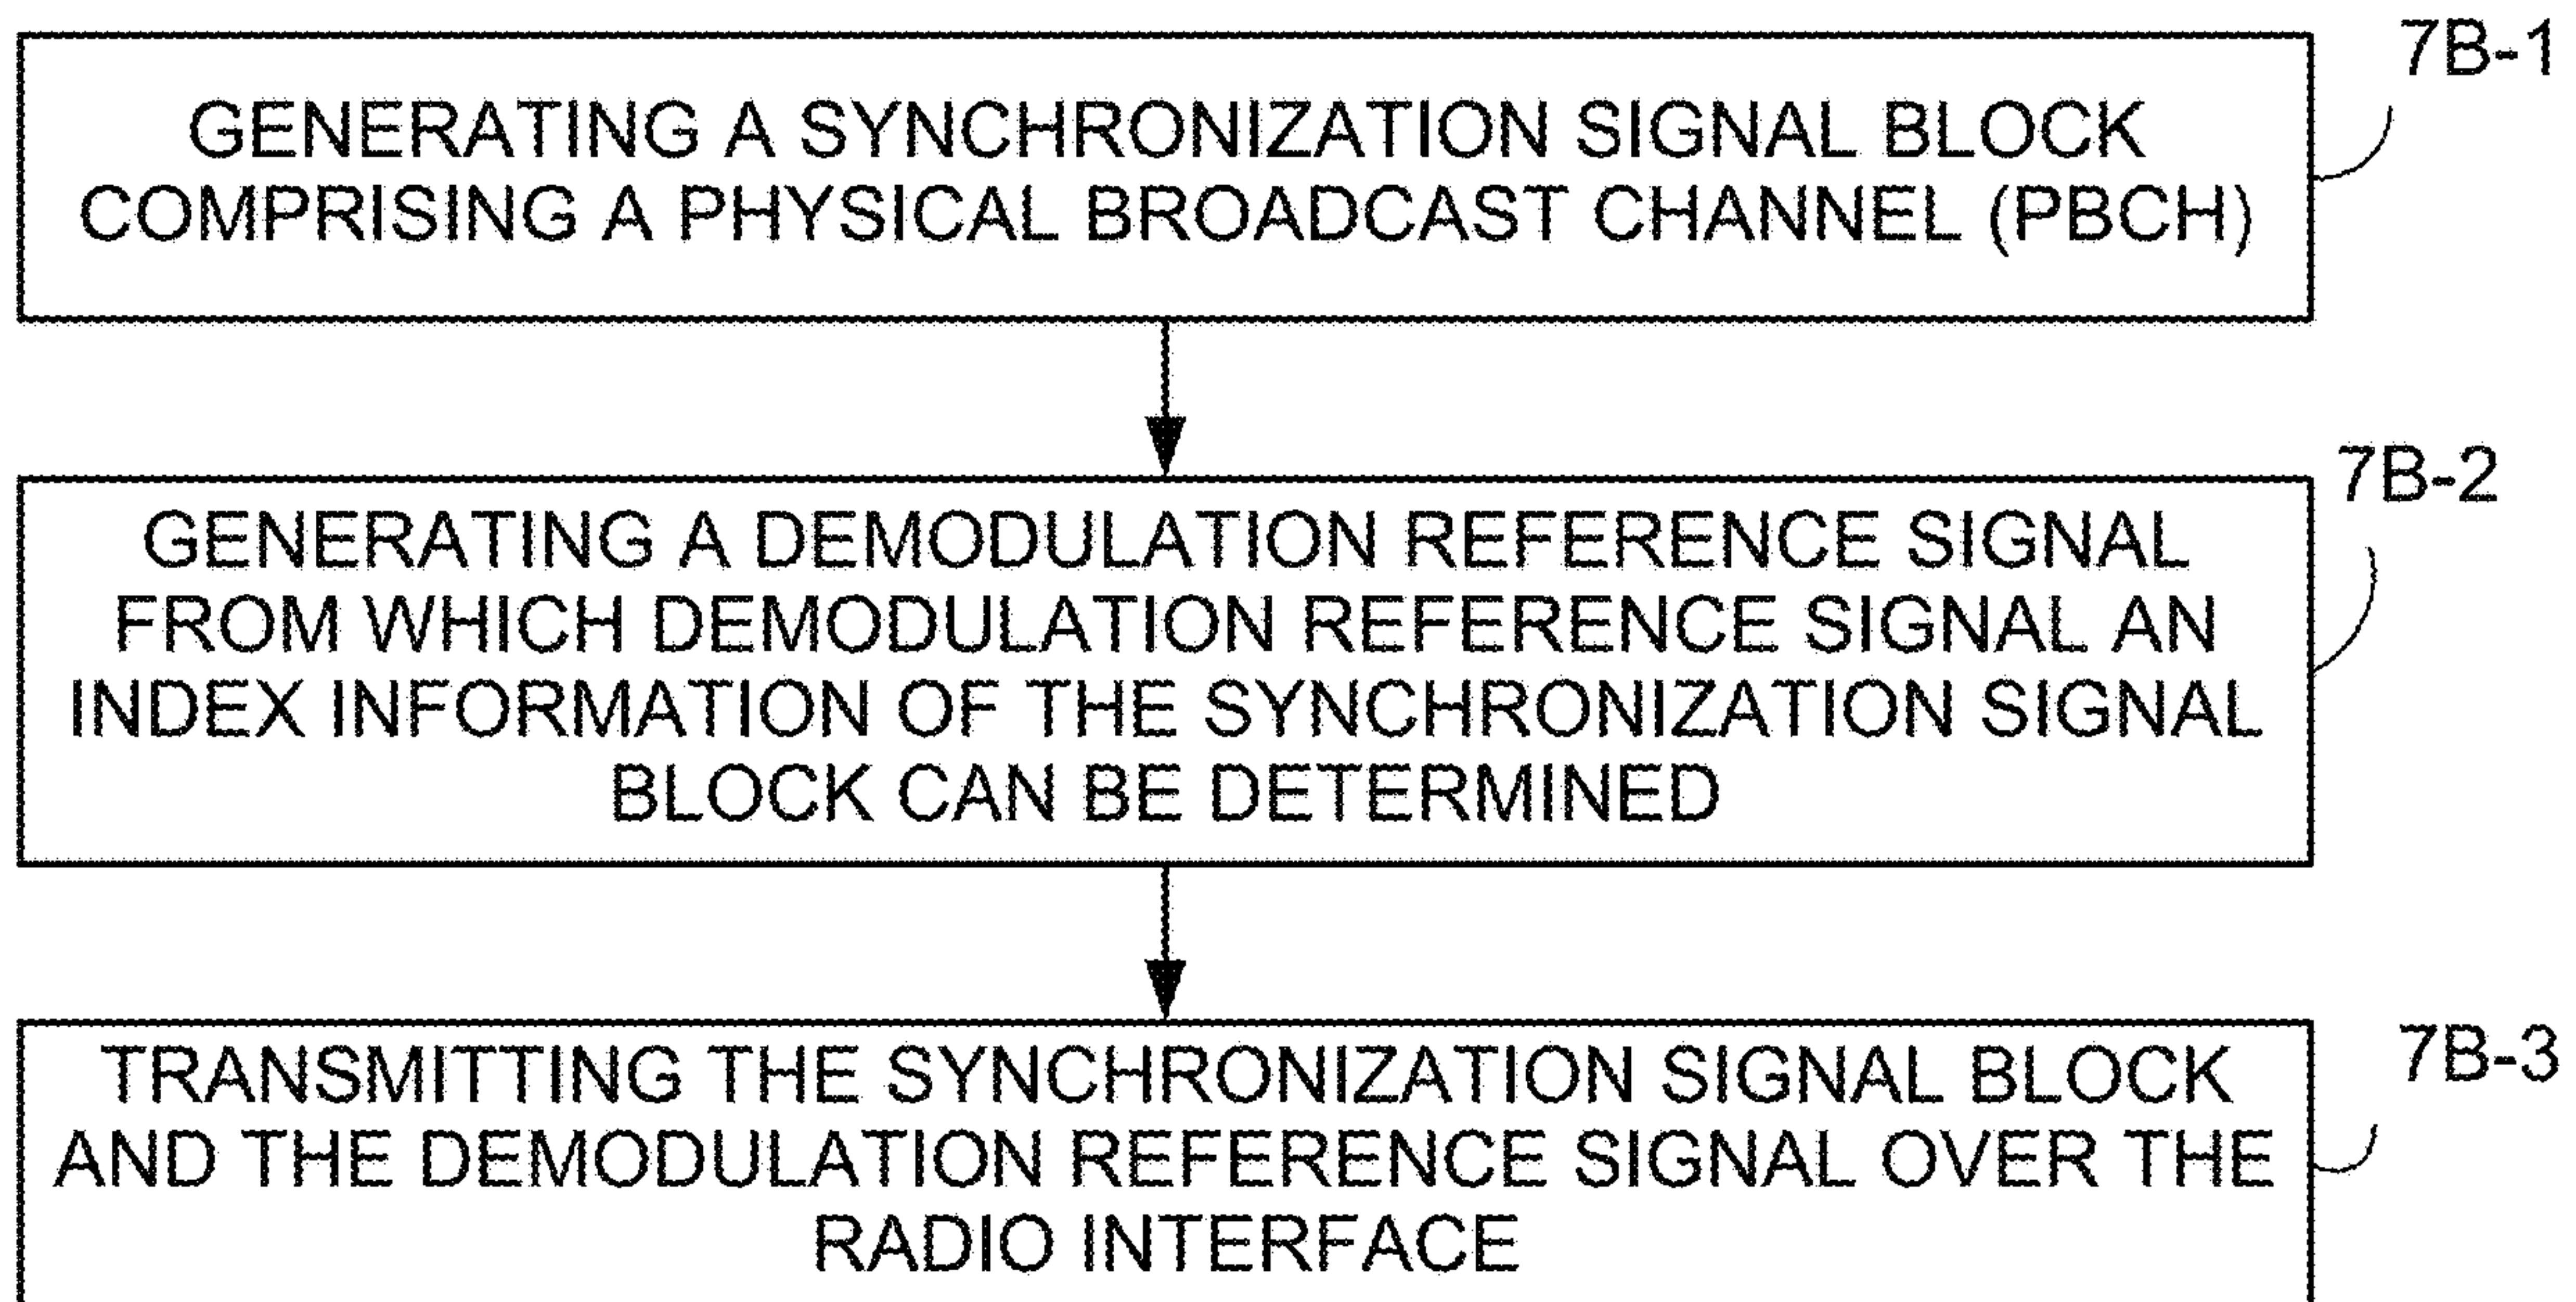 7B-1
GENERATING A SYNCHRONIZATION SIGNAL BLOCK
COMPRISING A PHYSICAL BROADCAST CHANNEL (PBCH)
7B-2
GENERATING A DEMODULATION REFERENCE SIGNAL
FROM WHICH DEMODULATION REFERENCE SIGNAL AN
INDEX INFORMATION OF THE SYNCHRONIZATION SIGNAL
BLOCK CAN BE DETERMINED
7B-3
TRANSMITTING THE SYNCHRONIZATION SIGNAL BLOCK
AND THE DEMODULATION REFERENCE SIGNAL OVER THE
RADIO INTERFACE